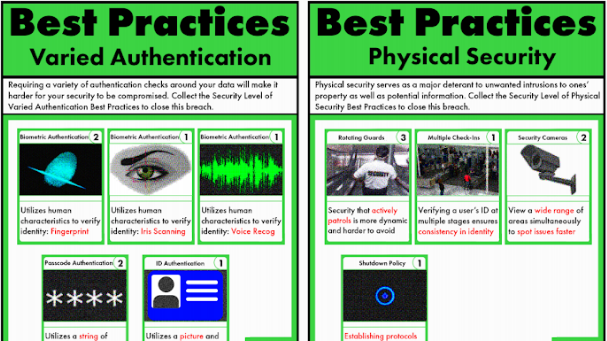 Best Practices
Varied Authentication
Requiring a variety of authentication checks around your data will make it
harder for your security to be compromised. Collect the Security Level of
Varied Authentication Best Practices to close this breach.
Biometric Authentication 2
Utilizes human
characteristics to verify
identity: Fingerprint
Biometric Authentication 1
Utilizes human
characteristics to verify
identity: Iris Scanning
Biometric Authentication 1
Utilizes human
characteristics to verify
identity: Voice Recog
Passcode Authentication 2
****
Utilizes a string of
ID Authentication 1
Utilizes a picture and
Best Practices
Physical Security
Physical security serves as a major deterant to unwanted intrusions to ones'
property as well as potential information. Collect the Security Level of Physical
Security Best Practices to close this breach.
Rotating Guards 3
SECURITY
Security that actively
patrols is more dynamic
and harder to avoid
Multiple Check-Ins 1
Verifying a user's ID at
multiple stages ensures
consistency in identity
Security Cameras 2
View a wide range of
areas simultaneously
to spot issues faster
Shutdown Policy 1
Establishing protocols